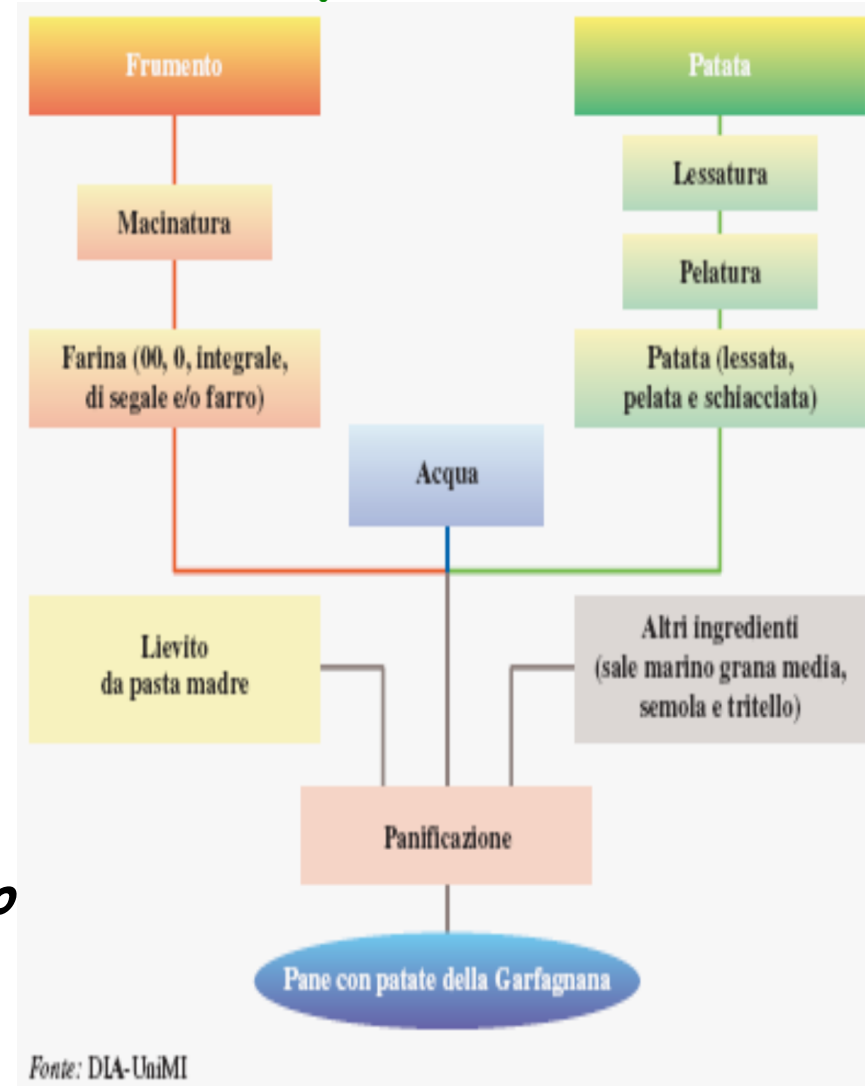 Frumento
Patata
Lessatura
Macinatura
Pelatura
Farina (00, 0, integrale,
di segale e/o farro)
Patata (lessata,
pelata e schiacciata)
Acqua
Lievito
da pasta madre
Altri ingredienti
(sale marino grana media,
semola e tritello)
Panificazione
o
Pane con patate della Garfagnana
Fonte: DIA-UniMI